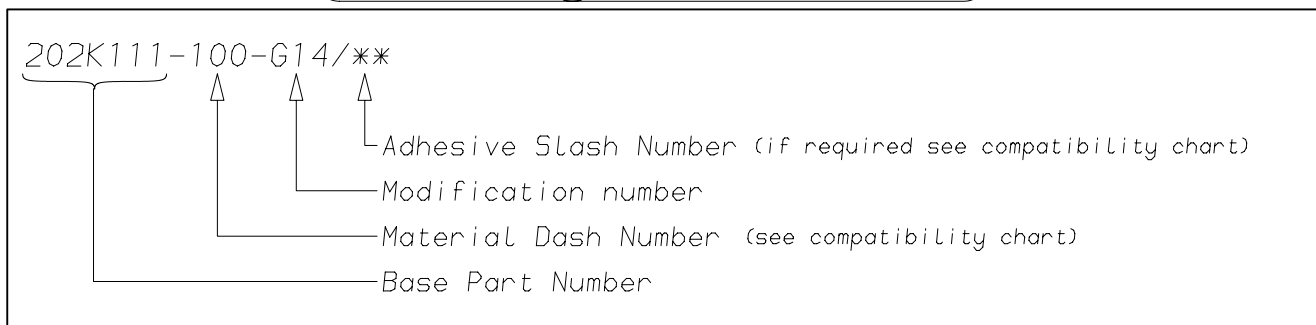 202K111-100-G14/**
Adhesive Slash Number (if required see compatibility chart)
Modification number
Material Dash Number (see compatibility chart)
Base Part Number